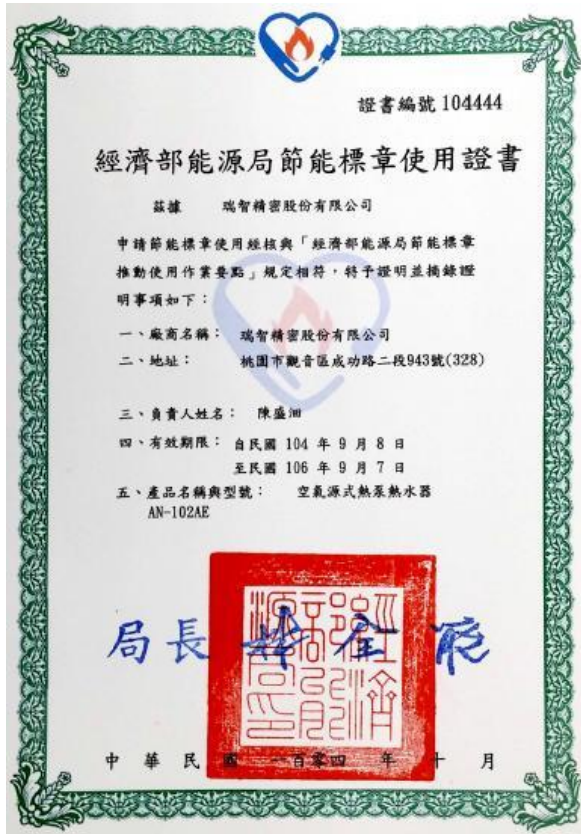 證書編號 104444
經濟部能源局節能標章使用證書
茲據 瑞智精密股份有限公司
申請節能標章使用經核與「經濟部能源局節能標章
推動使用作業要點」規定相符,特予證明並摘錄證
明事項如下:
一、廠商名稱: 瑞智精密股份有限公司
二、地址: 桃園市觀音區成功路二段943號(328)
三、負責人姓名: 陳盛沺
四、有效期限: 自民國 104 年 9 月 8 日
至民國 106 年 9 月 7 日
五、產品名稱與型號: 空氣源式熱泵熱水器
AN-102AE
局長 林全能
中華民國一百零四年十月